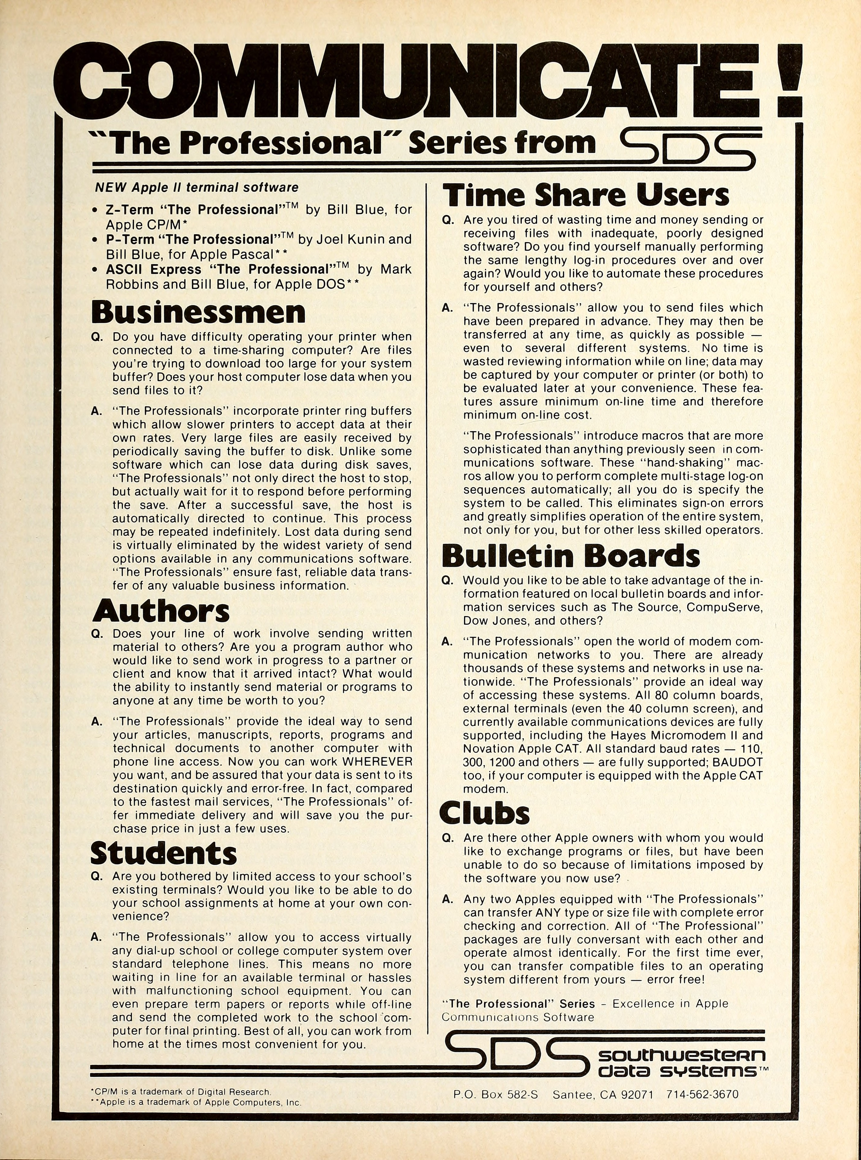 COMMUNICATE!
"The Professional" Series from SDS
NEW Apple II terminal software
• Z-Term "The Professional"TM by Bill Blue, for
Apple CP/M*
• P-Term "The Professional"TM by Joel Kunin and
Bill Blue, for Apple Pascal**
• ASCII Express "The Professional"TM by Mark
Robbins and Bill Blue, for Apple DOS**
Businessmen
Q. Do you have difficulty operating your printer when
connected to a time-sharing computer? Are files
you're trying to download too large for your system
buffer? Does your host computer lose data when you
send files to it?
A. "The Professionals" incorporate printer ring buffers
which allow slower printers to accept data at their
own rates. Very large files are easily received by
periodically saving the buffer to disk. Unlike some
software which can lose data during disk saves,
"The Professionals" not only direct the host to stop,
but actually wait for it to respond before performing
the save. After a successful save, the host is
automatically directed to continue. This process
may be repeated indefinitely. Lost data during send
is virtually eliminated by the widest variety of send
options available in any communications software.
"The Professionals" ensure fast, reliable data trans-
fer of any valuable business information.
Authors
Q. Does your line of work involve sending written
material to others? Are you a program author who
would like to send work in progress to a partner or
client and know that it arrived intact? What would
the ability to instantly send material or programs to
anyone at any time be worth to you?
A. "The Professionals" provide the ideal way to send
your articles, manuscripts, reports, programs and
technical documents to another computer with
phone line access. Now you can work WHEREVER
you want, and be assured that your data is sent to its
destination quickly and error-free. In fact, compared
to the fastest mail services, "The Professionals" of-
fer immediate delivery and will save you the pur-
chase price in just a few uses.
Students
Q. Are you bothered by limited access to your school's
existing terminals? Would you like to be able to do
your school assignments at home at your own con-
venience?
A. "The Professionals" allow you to access virtually
any dial-up school or college computer system over
standard telephone lines. This means no more
waiting in line for an available terminal or hassles
with malfunctioning school equipment. You can
even prepare term papers or reports while off-line
and send the completed work to the school com-
puter for final printing. Best of all, you can work from
home at the times most convenient for you.
Time Share Users
Q. Are you tired of wasting time and money sending or
receiving files with inadequate, poorly designed
software? Do you find yourself manually performing
the same lengthy log-in procedures over and over
again? Would you like to automate these procedures
for yourself and others?
A. "The Professionals" allow you to send files which
have been prepared in advance. They may then be
transferred at any time, as quickly as possible —
even to several different systems. No time is
wasted reviewing information while on line; data may
be captured by your computer or printer (or both) to
be evaluated later at your convenience. These fea-
tures assure minimum on-line time and therefore
minimum on-line cost.
"The Professionals" introduce macros that are more
sophisticated than anything previously seen in com-
munications software. These "hand-shaking" mac-
ros allow you to perform complete multi-stage log-on
sequences automatically; all you do is specify the
system to be called. This eliminates sign-on errors
and greatly simplifies operation of the entire system,
not only for you, but for other less skilled operators.
Bulletin Boards
Q. Would you like to be able to take advantage of the in-
formation featured on local bulletin boards and infor-
mation services such as The Source, CompuServe,
Dow Jones, and others?
A. "The Professionals" open the world of modem com-
munication networks to you. There are already
thousands of these systems and networks in use na-
tionwide. "The Professionals" provide an ideal way
of accessing these systems. All 80 column boards,
external terminals (even the 40 column screen), and
currently available communications devices are fully
supported, including the Hayes Micromodem II and
Novation Apple CAT. All standard baud rates — 110,
300, 1200 and others — are fully supported; BAUDOT
too, if your computer is equipped with the Apple CAT
modem.
Clubs
Q. Are there other Apple owners with whom you would
like to exchange programs or files, but have been
unable to do so because of limitations imposed by
the software you now use?
A. Any two Apples equipped with "The Professionals"
can transfer ANY type or size file with complete error
checking and correction. All of "The Professional"
packages are fully conversant with each other and
operate almost identically. For the first time ever,
you can transfer compatible files to an operating
system different from yours — error free!
"The Professional" Series – Excellence in Apple
Communications Software
SDS southwestern
data systems™
*CP/M is a trademark of Digital Research.
**Apple is a trademark of Apple Computers, Inc.
P.O. Box 582-S Santee, CA 92071 714-562-3670